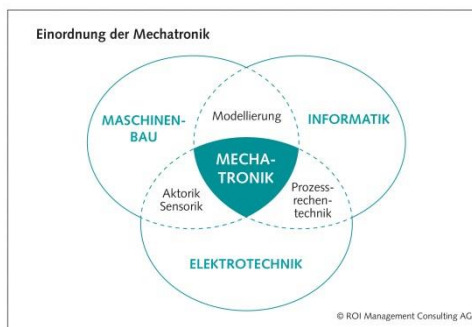 Einordnung der Mechatronik
MASCHINEN-
BAU
Modellierung
INFORMATIK
MECHA-
TRONIK
Aktorik
Sensorik
Prozess-
rechen-
technik
ELEKTROTECHNIK
© ROI Management Consulting AG